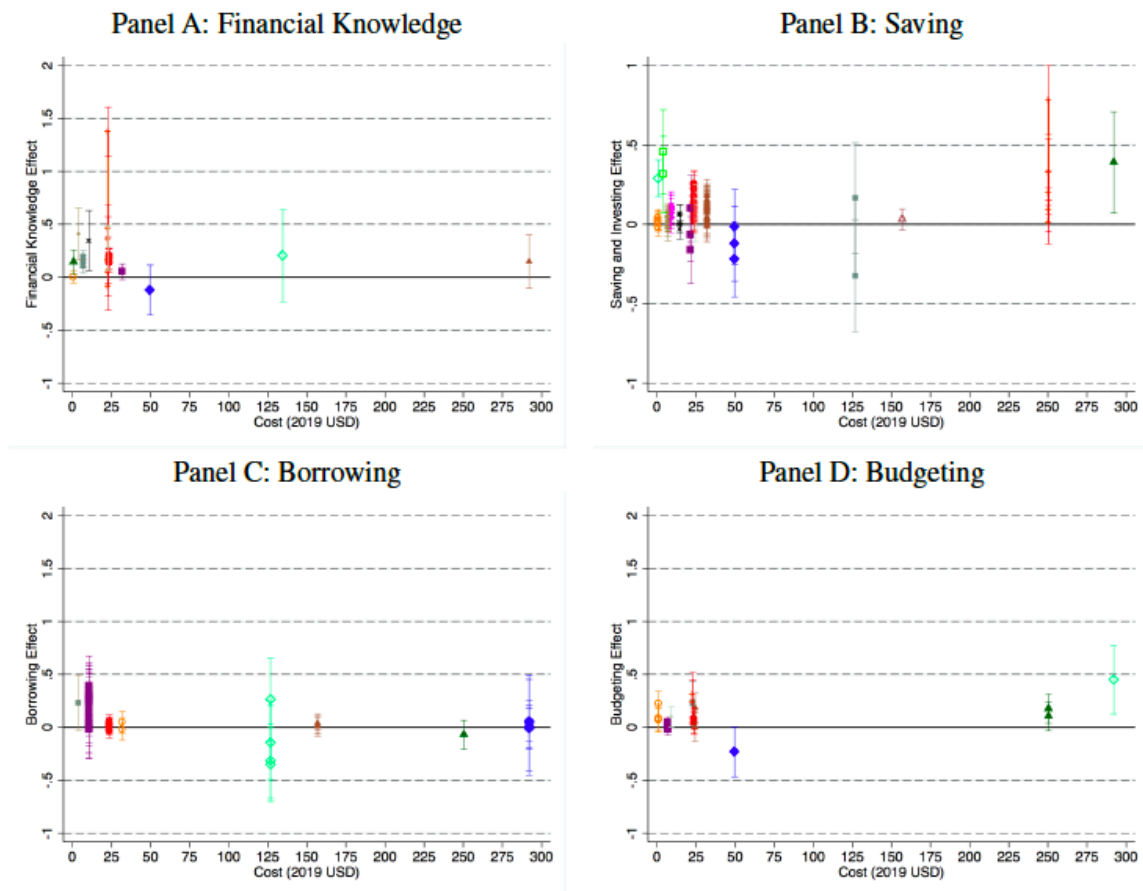 Panel A: Financial Knowledge
Financial Knowledge Effect
2
1.5
1
.5
0
-.5
-1
0 25 50 75 100 125 150 175 200 225 250 275 300
Cost (2019 USD)
Panel B: Saving
Saving and Investing Effect
1
.5
0
-.5
-1
0 25 50 75 100 125 150 175 200 225 250 275 300
Cost (2019 USD)
Panel C: Borrowing
Borrowing Effect
2
1.5
1
.5
0
-.5
-1
0 25 50 75 100 125 150 175 200 225 250 275 300
Cost (2019 USD)
Panel D: Budgeting
Budgeting Effect
2
1.5
1
.5
0
-.5
-1
0 25 50 75 100 125 150 175 200 225 250 275 300
Cost (2019 USD)